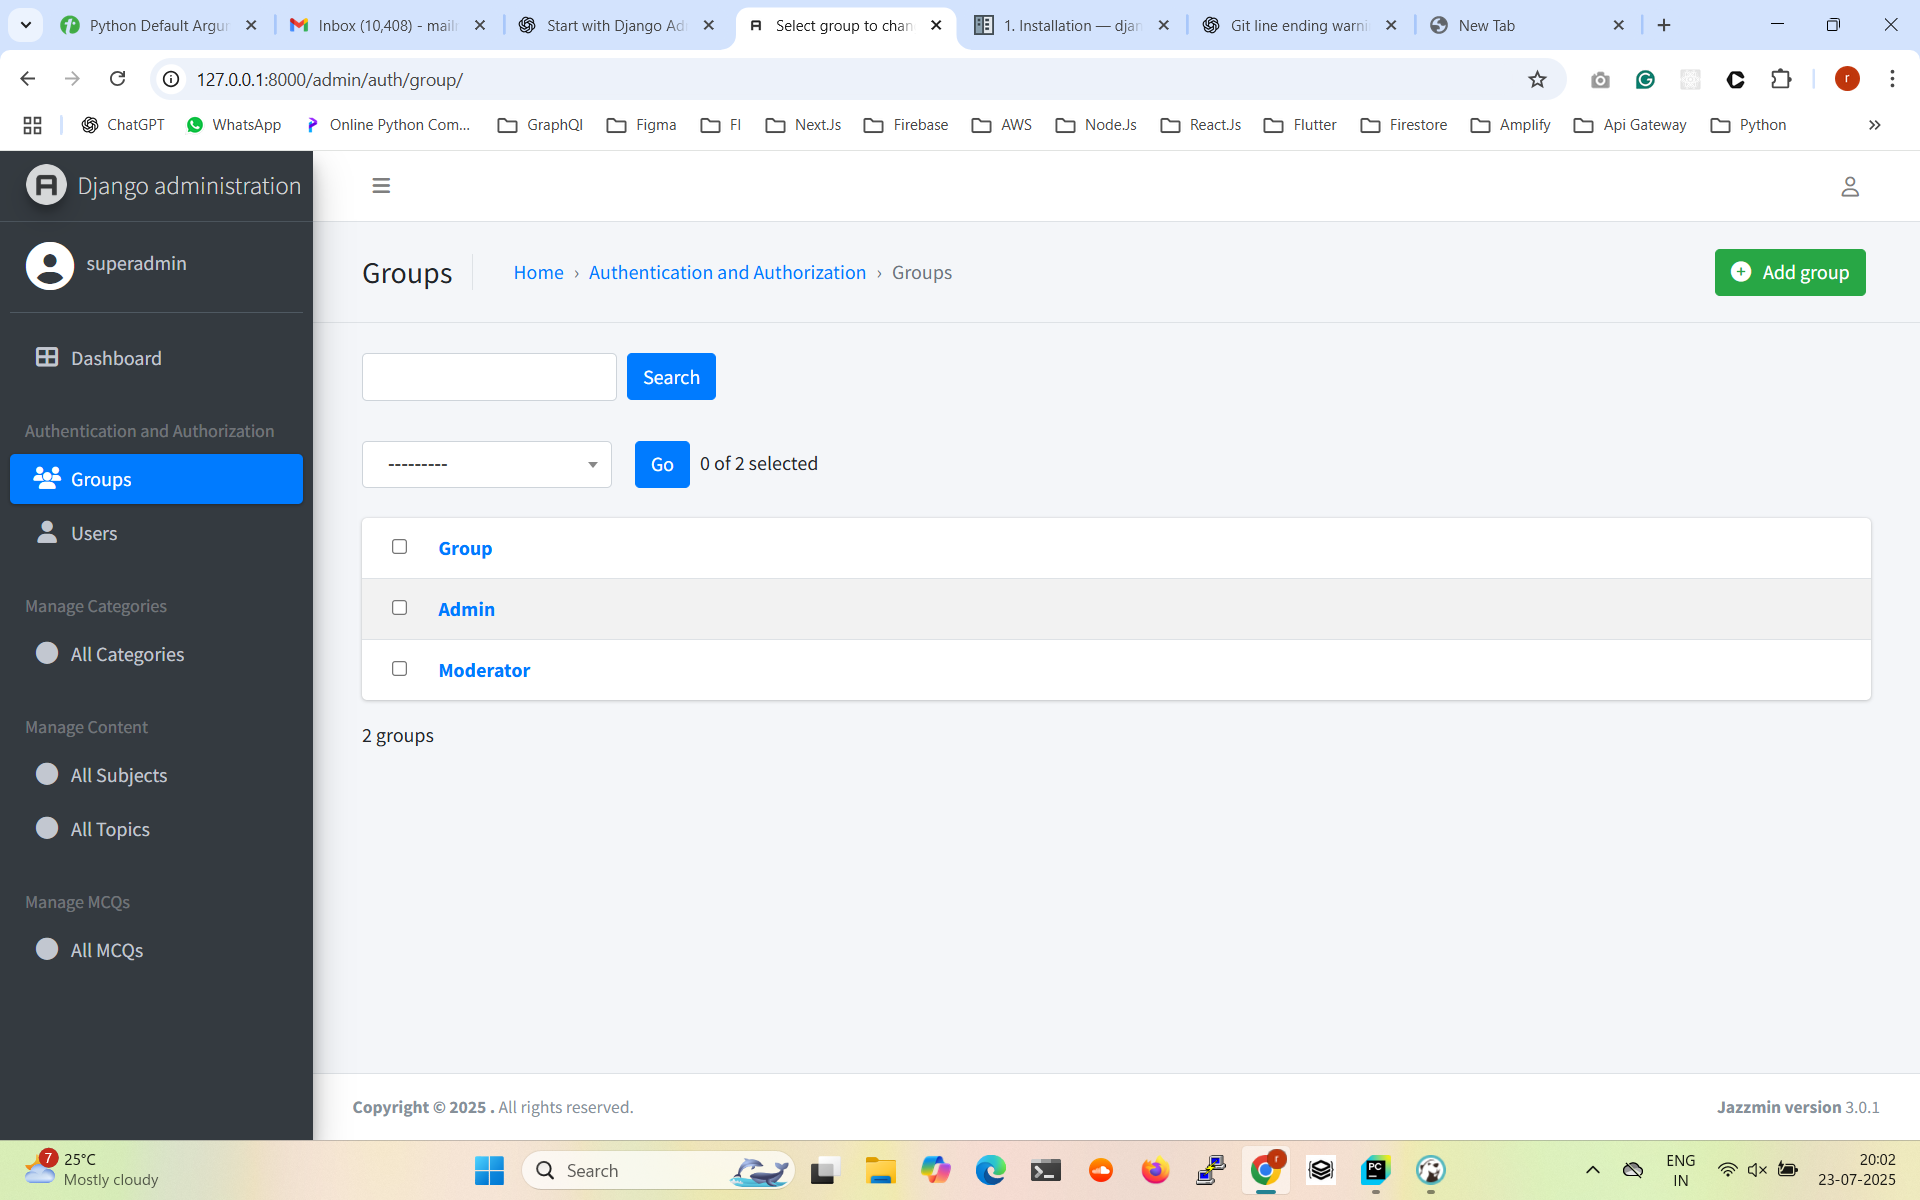 Python Default Argur
Inbox (10,408) - mailr
Start with Django Ad
Select group to chan
1. Installation — djan
Git line ending warni
New Tab
127.0.0.1:8000/admin/auth/group/
r
ChatGPT
WhatsApp
Online Python Com...
GraphQl
Figma
FI
Next.Js
Firebase
AWS
Node.Js
React.Js
Flutter
Firestore
Amplify
Api Gateway
Python
Django administration
superadmin
Dashboard
Authentication and Authorization
Groups
Users
Manage Categories
All Categories
Manage Content
All Subjects
All Topics
Manage MCQs
All MCQs
Groups
Home › Authentication and Authorization › Groups
Add group
Search
---------
Go
0 of 2 selected
Group
Admin
Moderator
2 groups
Copyright © 2025 . All rights reserved.
Jazzmin version 3.0.1
7
25°C
Mostly cloudy
Search
r
PC
ENG
IN
20:02
23-07-2025